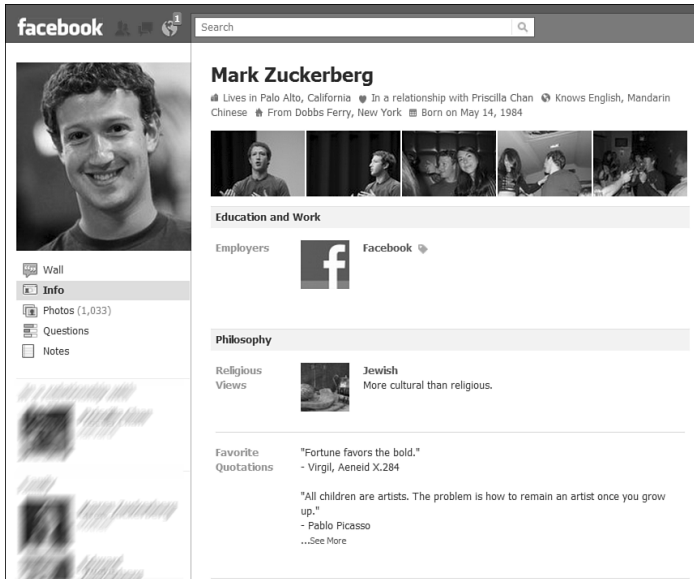 facebook
1
Search
Mark Zuckerberg
Lives in Palo Alto, California In a relationship with Priscilla Chan Knows English, Mandarin
Chinese From Dobbs Ferry, New York Born on May 14, 1984
Education and Work
Employers
Facebook
Wall
Info
Photos (1,033)
Questions
Notes
Philosophy
Religious
Views
Jewish
More cultural than religious.
Favorite
Quotations
"Fortune favors the bold."
- Virgil, Aeneid X.284
"All children are artists. The problem is how to remain an artist once you grow
up."
- Pablo Picasso
...See More